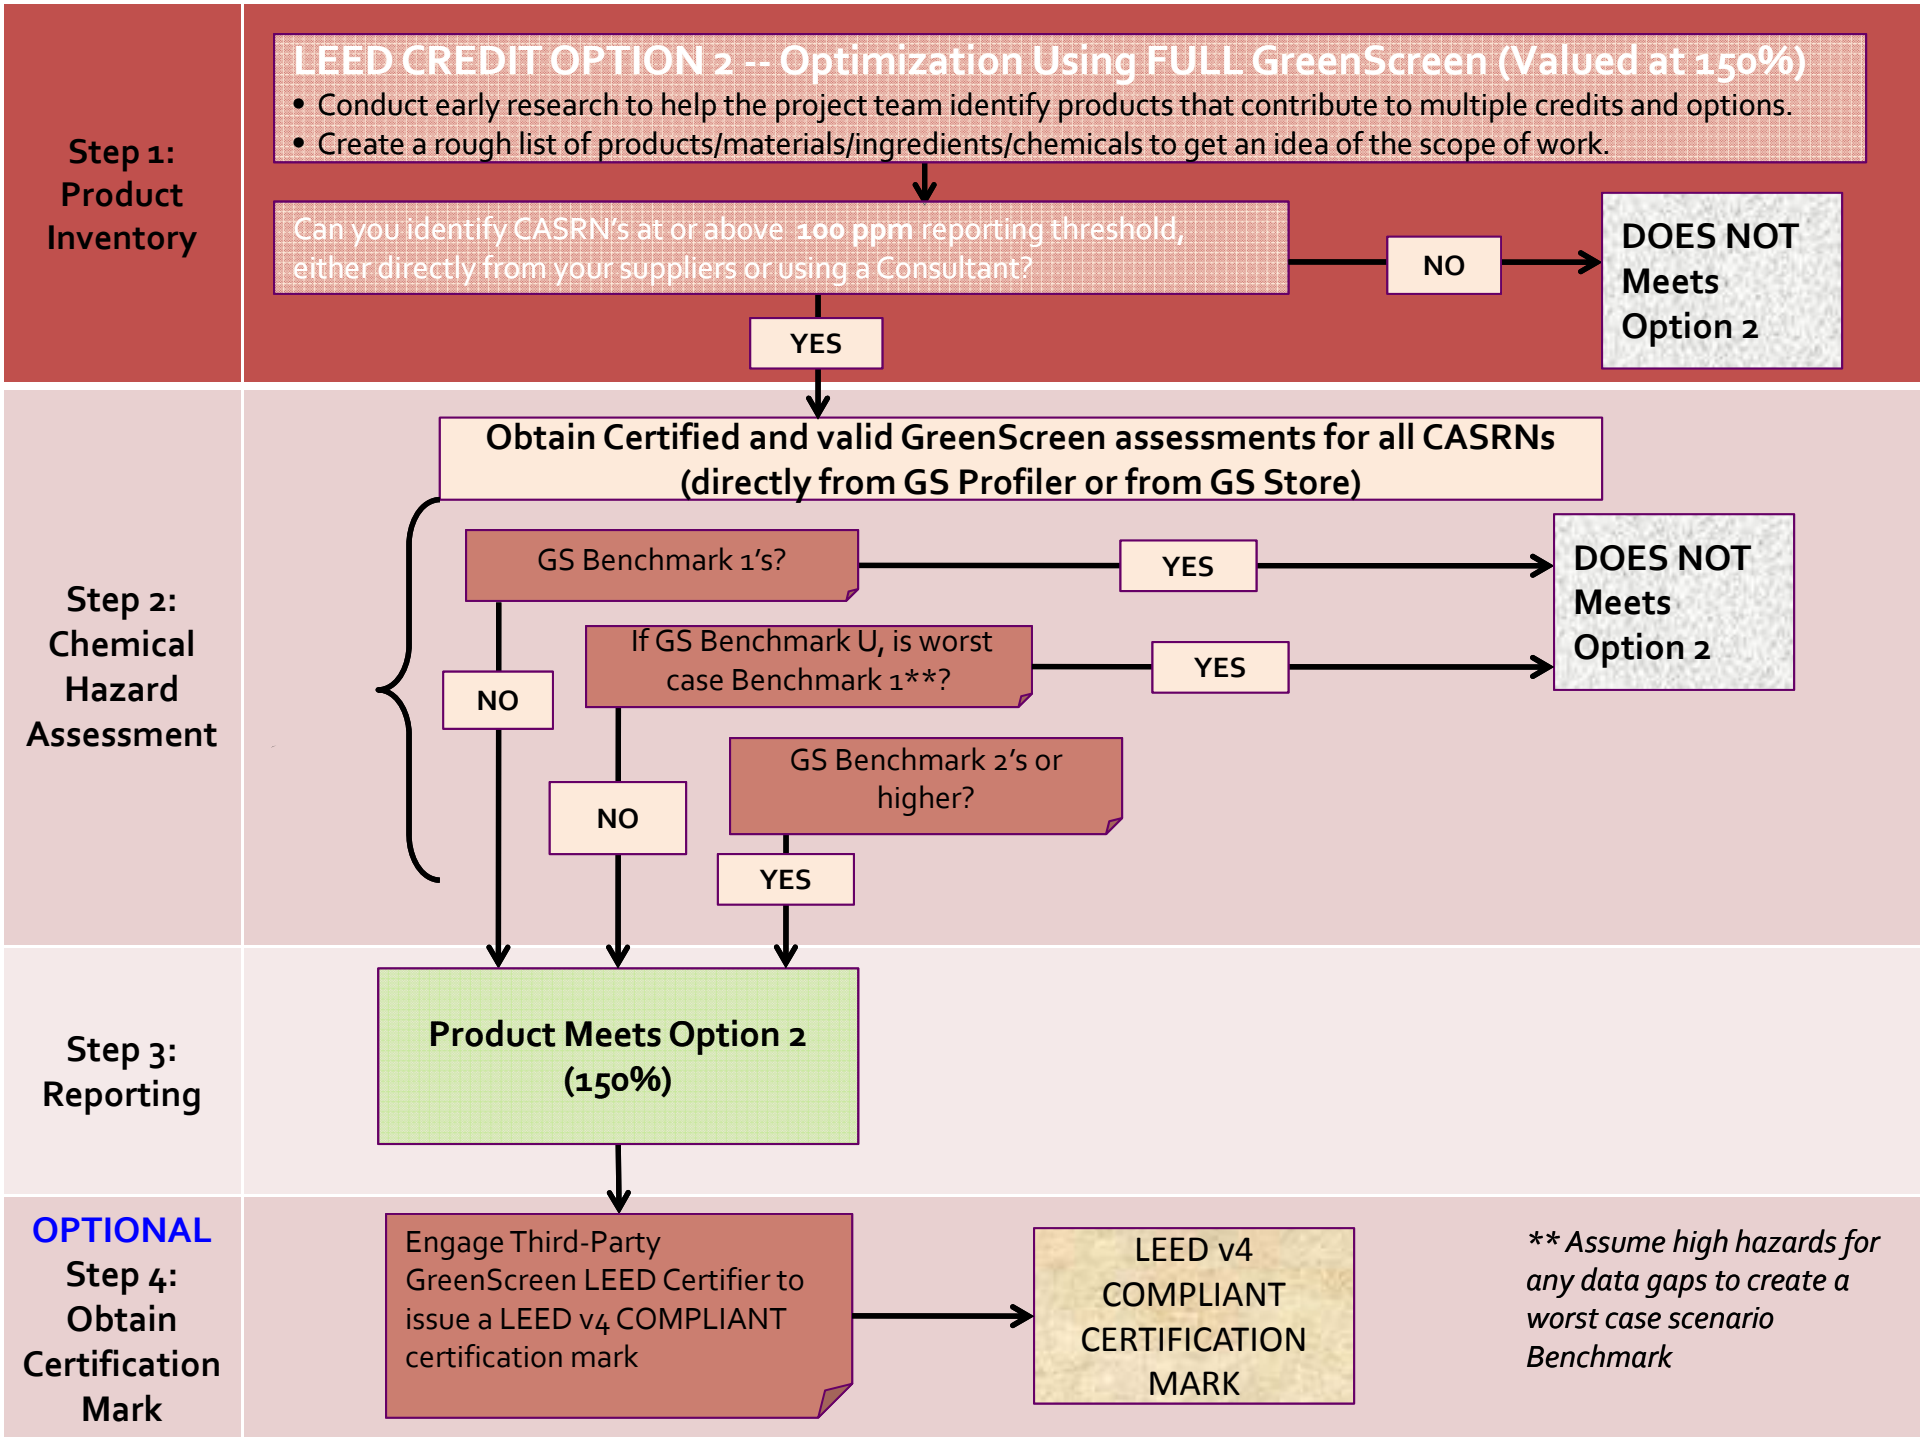 Step 1:
Product
Inventory
LEED CREDIT OPTION 2 -- Optimization Using FULL GreenScreen (Valued at 150%)
• Conduct early research to help the project team identify products that contribute to multiple credits and options.
• Create a rough list of products/materials/ingredients/chemicals to get an idea of the scope of work.
Can you identify CASRN's at or above 100 ppm reporting threshold,
either directly from your suppliers or using a Consultant?
NO
DOES NOT
Meets
Option 2
YES
Step 2:
Chemical
Hazard
Assessment
Obtain Certified and valid GreenScreen assessments for all CASRNs
(directly from GS Profiler or from GS Store)
GS Benchmark 1's?
YES
DOES NOT
Meets
Option 2
If GS Benchmark U, is worst
case Benchmark 1**?
YES
NO
GS Benchmark 2's or
higher?
NO
YES
Step 3:
Reporting
Product Meets Option 2
(150%)
OPTIONAL
Step 4:
Obtain
Certification
Mark
Engage Third-Party
GreenScreen LEED Certifier to
issue a LEED v4 COMPLIANT
certification mark
LEED v4
COMPLIANT
CERTIFICATION
MARK
** Assume high hazards for
any data gaps to create a
worst case scenario
Benchmark